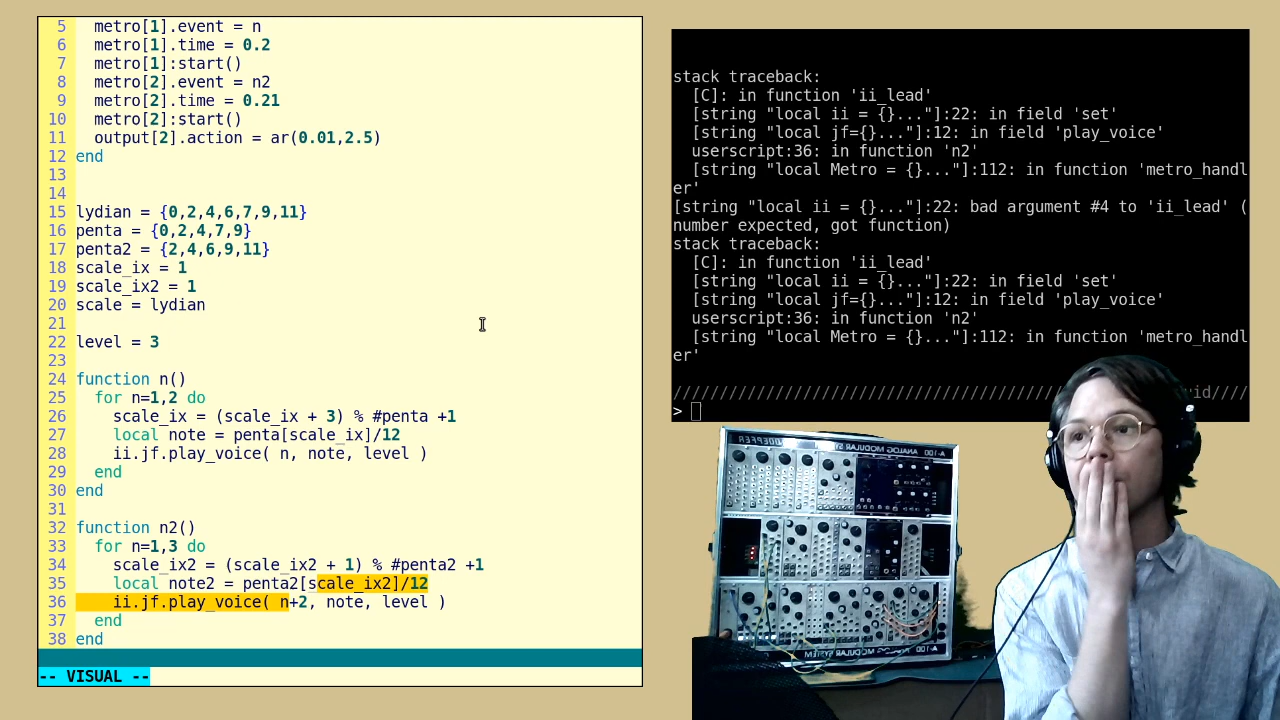 5   metro[1].event = n
6   metro[1].time = 0.2
7   metro[1]:start()
8   metro[2].event = n2
9   metro[2].time = 0.21
10   metro[2]:start()
11   output[2].action = ar(0.01,2.5)
12 end
13
14
15 lydian = {0,2,4,6,7,9,11}
16 penta = {0,2,4,7,9}
17 penta2 = {2,4,6,9,11}
18 scale_ix = 1
19 scale_ix2 = 1
20 scale = lydian
21
22 level = 3
23
24 function n()
25   for n=1,2 do
26     scale_ix = (scale_ix + 3) % #penta +1
27     local note = penta[scale_ix]/12
28     ii.jf.play_voice( n, note, level )
29   end
30 end
31
32 function n2()
33   for n=1,3 do
34     scale_ix2 = (scale_ix2 + 1) % #penta2 +1
35     local note2 = penta2[scale_ix2]/12
36     ii.jf.play_voice( n+2, note, level )
37   end
38 end
-- VISUAL --
stack traceback:
  [C]: in function 'ii_lead'
  [string "local ii = {}..."]:22: in field 'set'
  [string "local jf={}..."]:12: in field 'play_voice'
  userscript:36: in function 'n2'
  [string "local Metro = {}..."]:112: in function 'metro_handl
er'
[string "local ii = {}..."]:22: bad argument #4 to 'ii_lead' (
number expected, got function)
stack traceback:
  [C]: in function 'ii_lead'
  [string "local ii = {}..."]:22: in field 'set'
  [string "local jf={}..."]:12: in field 'play_voice'
  userscript:36: in function 'n2'
  [string "local Metro = {}..."]:112: in function 'metro_handl
er'
>
DOEPFER
A-100 ANALOG MODULAR SYSTEM
A-100 ANALOG MODULAR SYSTEM